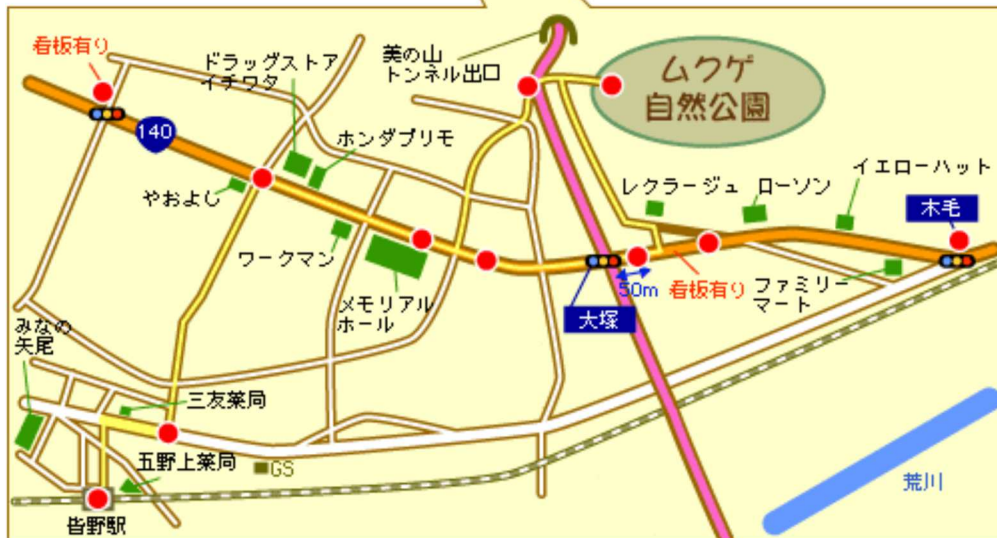 看板有り
ドラッグストア
イチワタ
美の山
トンネル出口
ムクゲ
自然公園
140
ホンダプリモ
やおよし
レクラージュ
ローソン
イエローハット
木毛
ワークマン
メモリアル
ホール
50m
看板有り
ファミリー
マート
大塚
みなの
矢尾
三友薬局
五野上薬局
GS
荒川
皆野駅